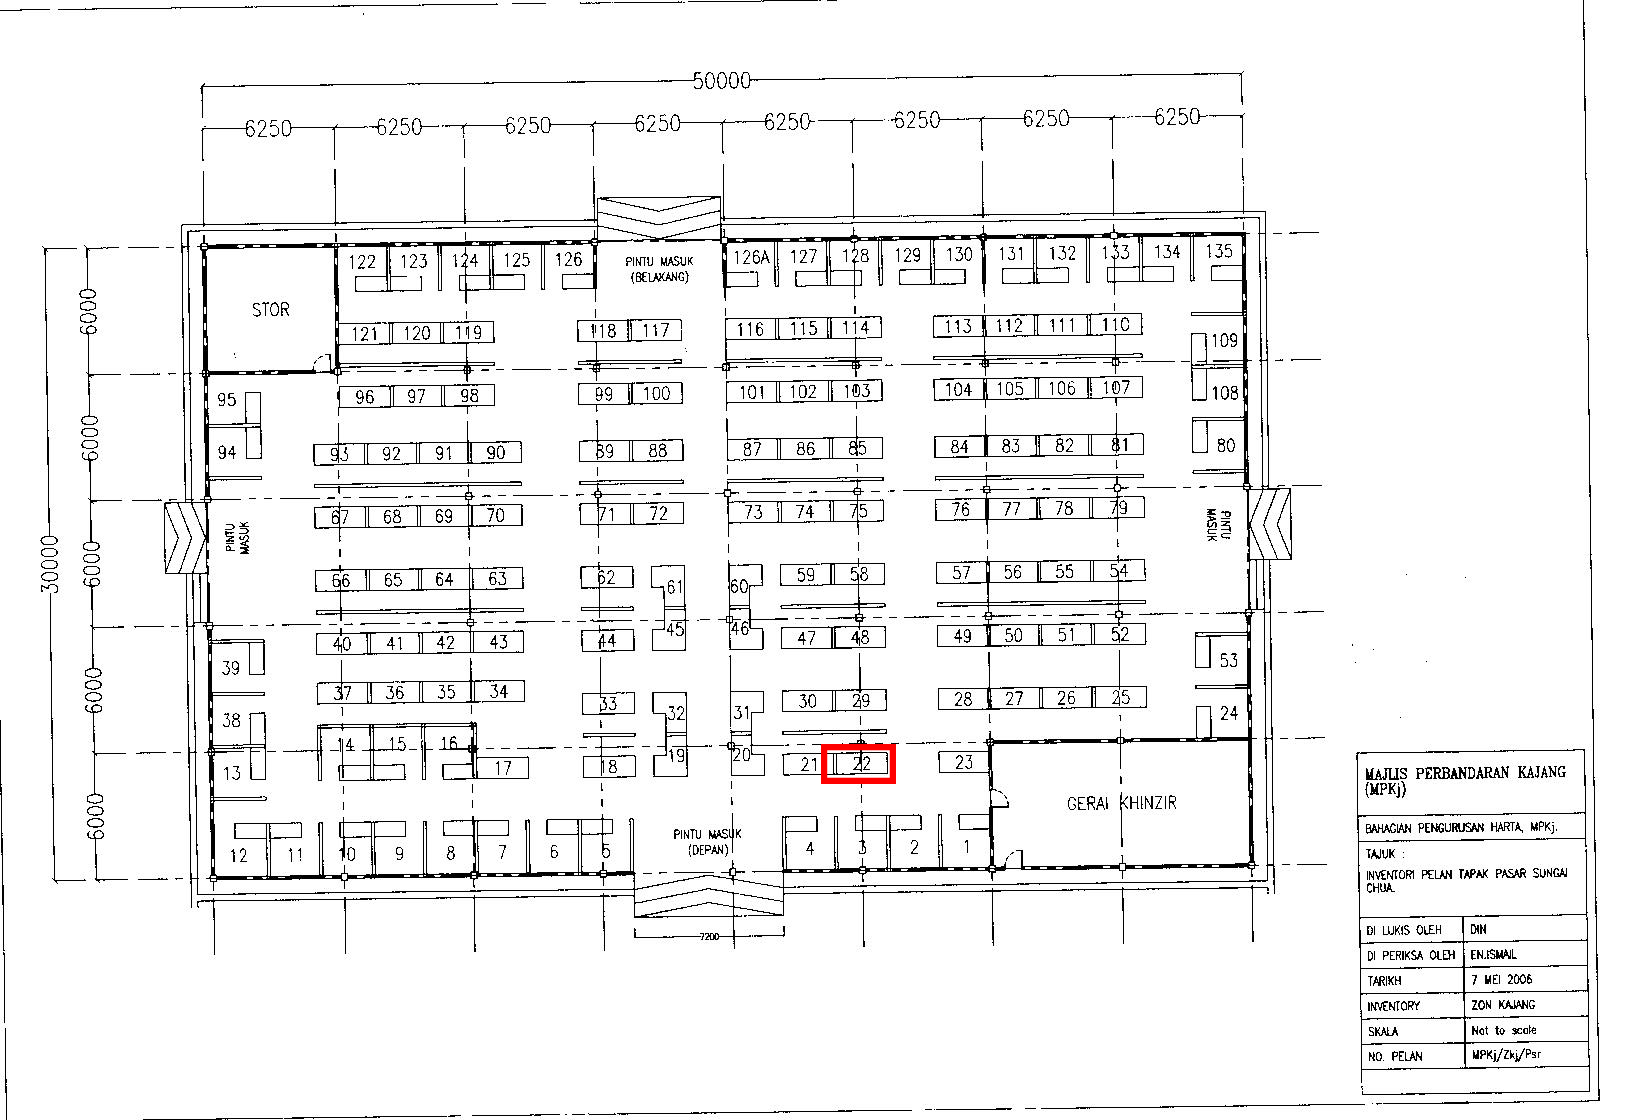 50000
6250 6250 6250 6250 6250 6250 6250 6250
122 123 124 125 126 PINTU MASUK 126A 127 128 129 130 131 132 133 134 135
(BELAKANG)
6000 STOR
121 120 119 118 117 116 115 114 113 112 111 110
109
95 96 97 98 99 100 101 102 103 104 105 106 107 108
6000
94 93 92 91 90 89 88 87 86 85 84 83 82 81 80
67 68 69 70 71 72 73 74 75 76 77 78 79
PINTU
MASUK
PINTU
MASUK
30000
6000
66 65 64 63 62 61 60 59 58 57 56 55 54
40 41 42 43 44 45 46 47 48 49 50 51 52
39 53
6000
37 36 35 34 33 32 31 30 29 28 27 26 25
38 24
14 15 16
13 17 18 19 20 21 22 23
6000
GERAI KHINZIR
PINTU MASUK
(DEPAN)
12 11 10 9 8 7 6 5 4 3 2 1
7200
MAJLIS PERBANDARAN KAJANG
(MPKj)
BAHAGIAN PENGURUSAN HARTA, MPKj.
TAJUK :
INVENTORI PELAN TAPAK PASAR SUNGAI
CHUA.
DI LUKIS OLEH DIN
DI PERIKSA OLEH EN.ISMAIL
TARIKH 7 MEI 2006
INVENTORY ZON KAJANG
SKALA Not to scale
NO. PELAN MPKj/Zkj/Psr